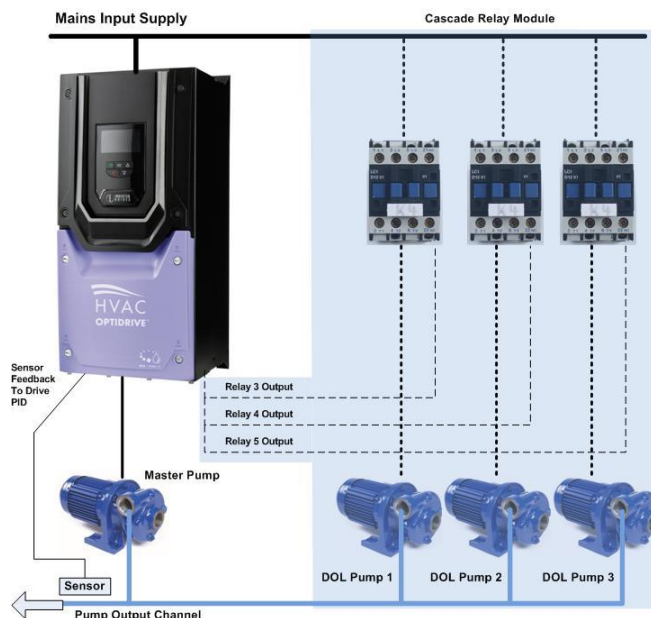 Mains Input Supply
Cascade Relay Module
HVAC
OPTIDRIVE
Sensor
Feedback
To Drive
PID
Relay 3 Output
Relay 4 Output
Relay 5 Output
Master Pump
DOL Pump 1
DOL Pump 2
DOL Pump 3
Sensor
Pump Output Channel